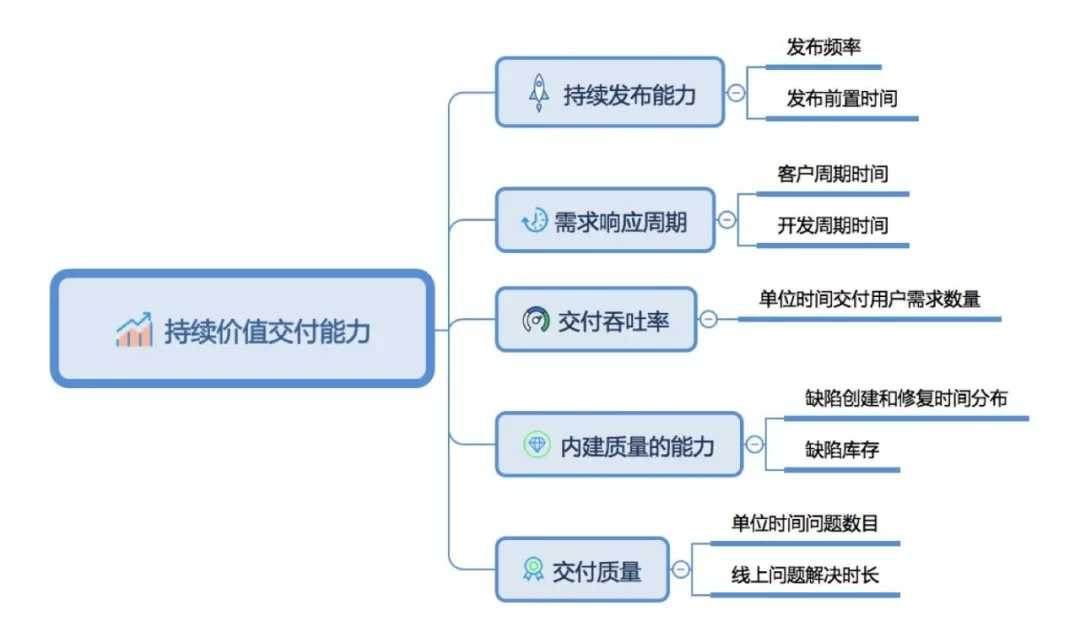 持续价值交付能力
持续发布能力
发布频率
发布前置时间
需求响应周期
客户周期时间
开发周期时间
交付吞吐率
单位时间交付用户需求数量
内建质量的能力
缺陷创建和修复时间分布
缺陷库存
交付质量
单位时间问题数目
线上问题解决时长